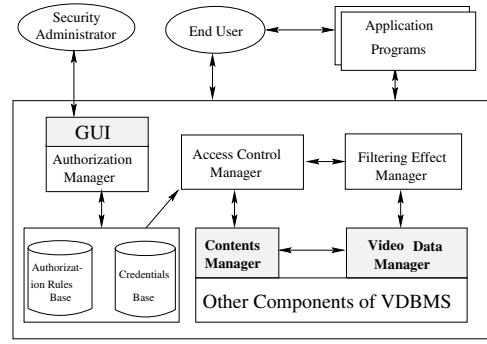 Security
Administrator
End User
Application
Programs
GUI
Authorization
Manager
Access Control
Manager
Filtering Effect
Manager
Authorizat-
ion Rules
Base
Credentials
Base
Contents
Manager
Video Data
Manager
Other Components of VDBMS